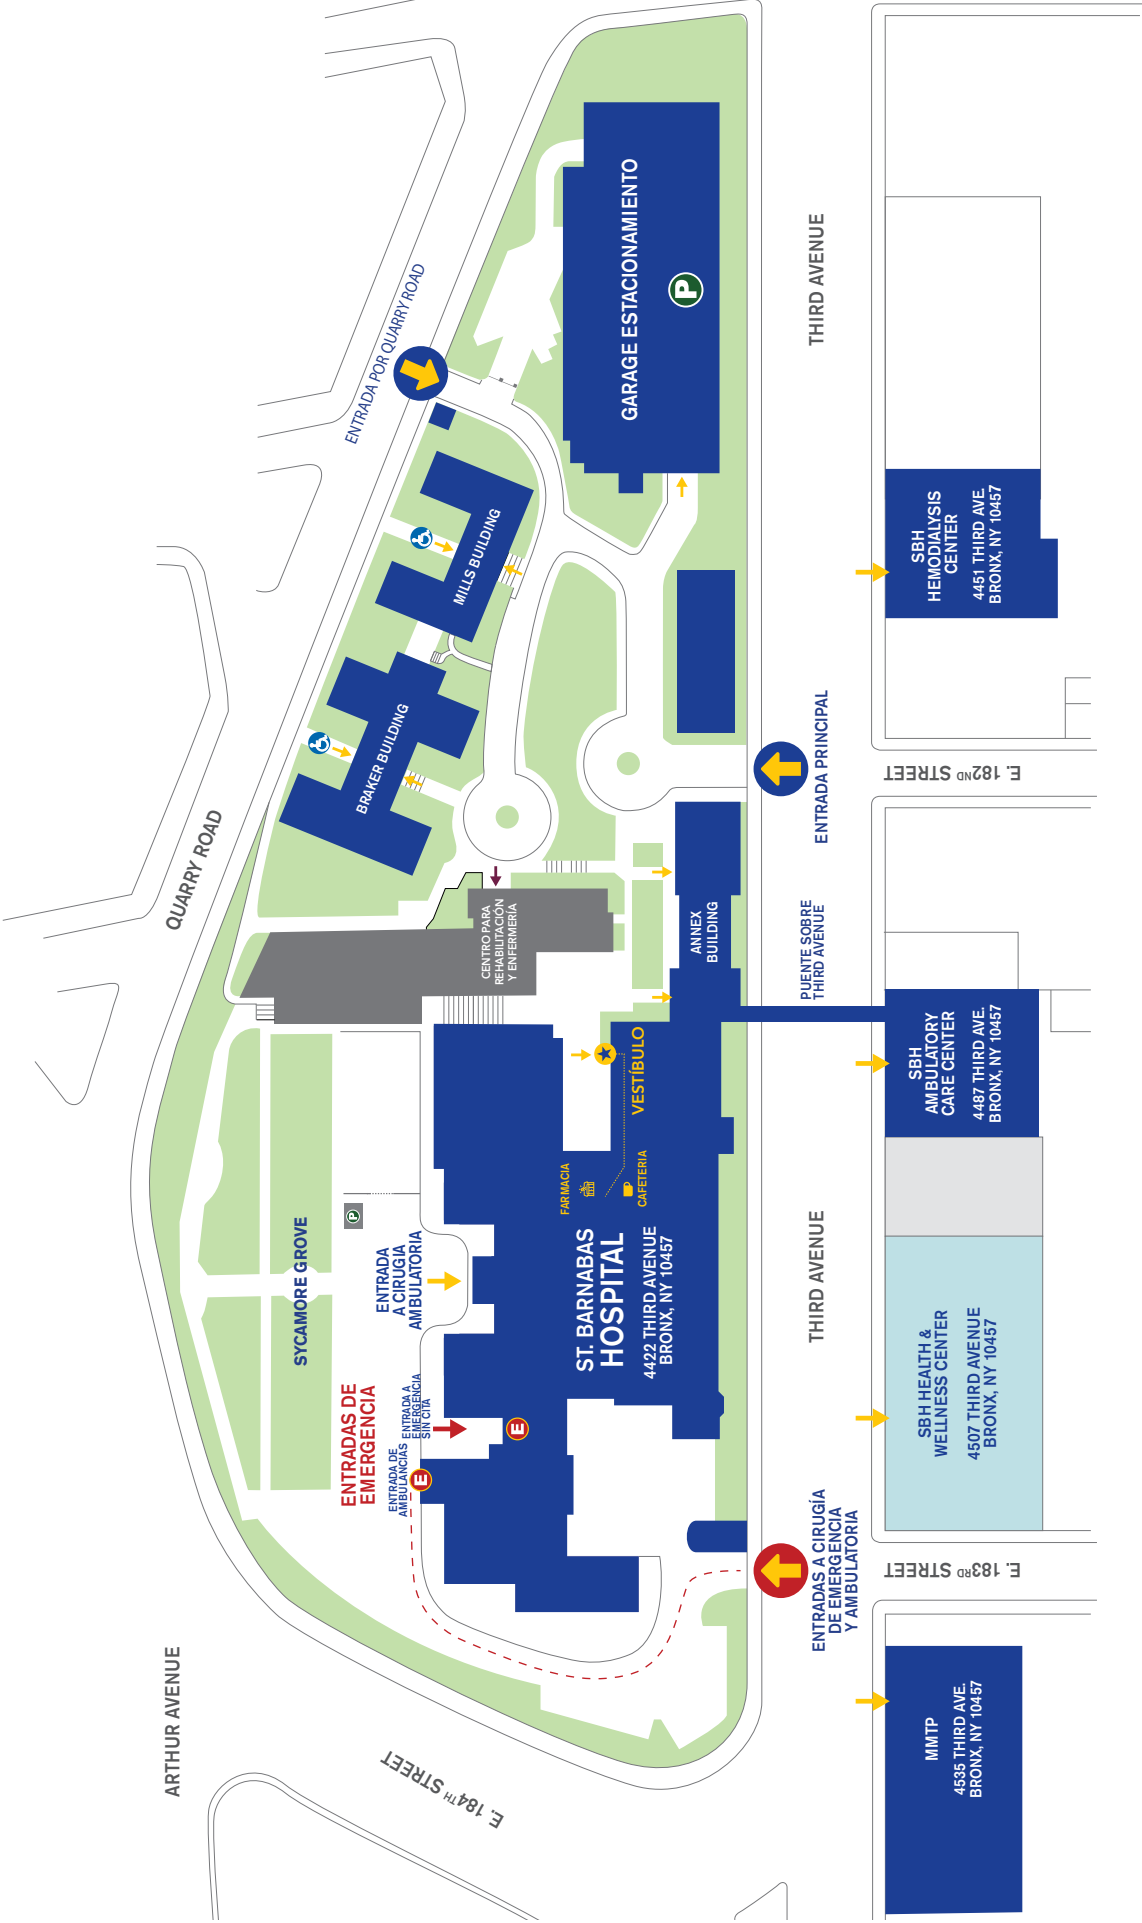 ENTRADA POR QUARRY ROAD
GARAGE ESTACIONAMIENTO
P
THIRD AVENUE
MILLS BUILDING
BRAKER BUILDING
SBH
HEMODIALYSIS
CENTER
4451 THIRD AVE.
BRONX, NY 10457
ENTRADA PRINCIPAL
E. 182ND STREET
QUARRY ROAD
CENTRO PARA
REHABILITACIÓN
Y ENFERMERÍA
ANNEX
BUILDING
PUENTE SOBRE
THIRD AVENUE
SBH
AMBULATORY
CARE CENTER
4487 THIRD AVE.
BRONX, NY 10457
VESTÍBULO
FARMACIA
CAFETERIA
P
SYCAMORE GROVE
ENTRADA
A CIRUGIA
AMBULATORIA
ST. BARNABAS
HOSPITAL
4422 THIRD AVENUE
BRONX, NY 10457
THIRD AVENUE
SBH HEALTH &
WELLNESS CENTER
4507 THIRD AVENUE
BRONX, NY 10457
ENTRADAS DE
EMERGENCIA
ENTRADA A
EMERGENCIA
SIN CITA
E
ENTRADA DE
AMBULANCIAS
E
ENTRADAS A CIRUGÍA
DE EMERGENCIA
Y AMBULATORIA
E. 183RD STREET
ARTHUR AVENUE
E. 184TH STREET
MMTP
4535 THIRD AVE.
BRONX, NY 10457